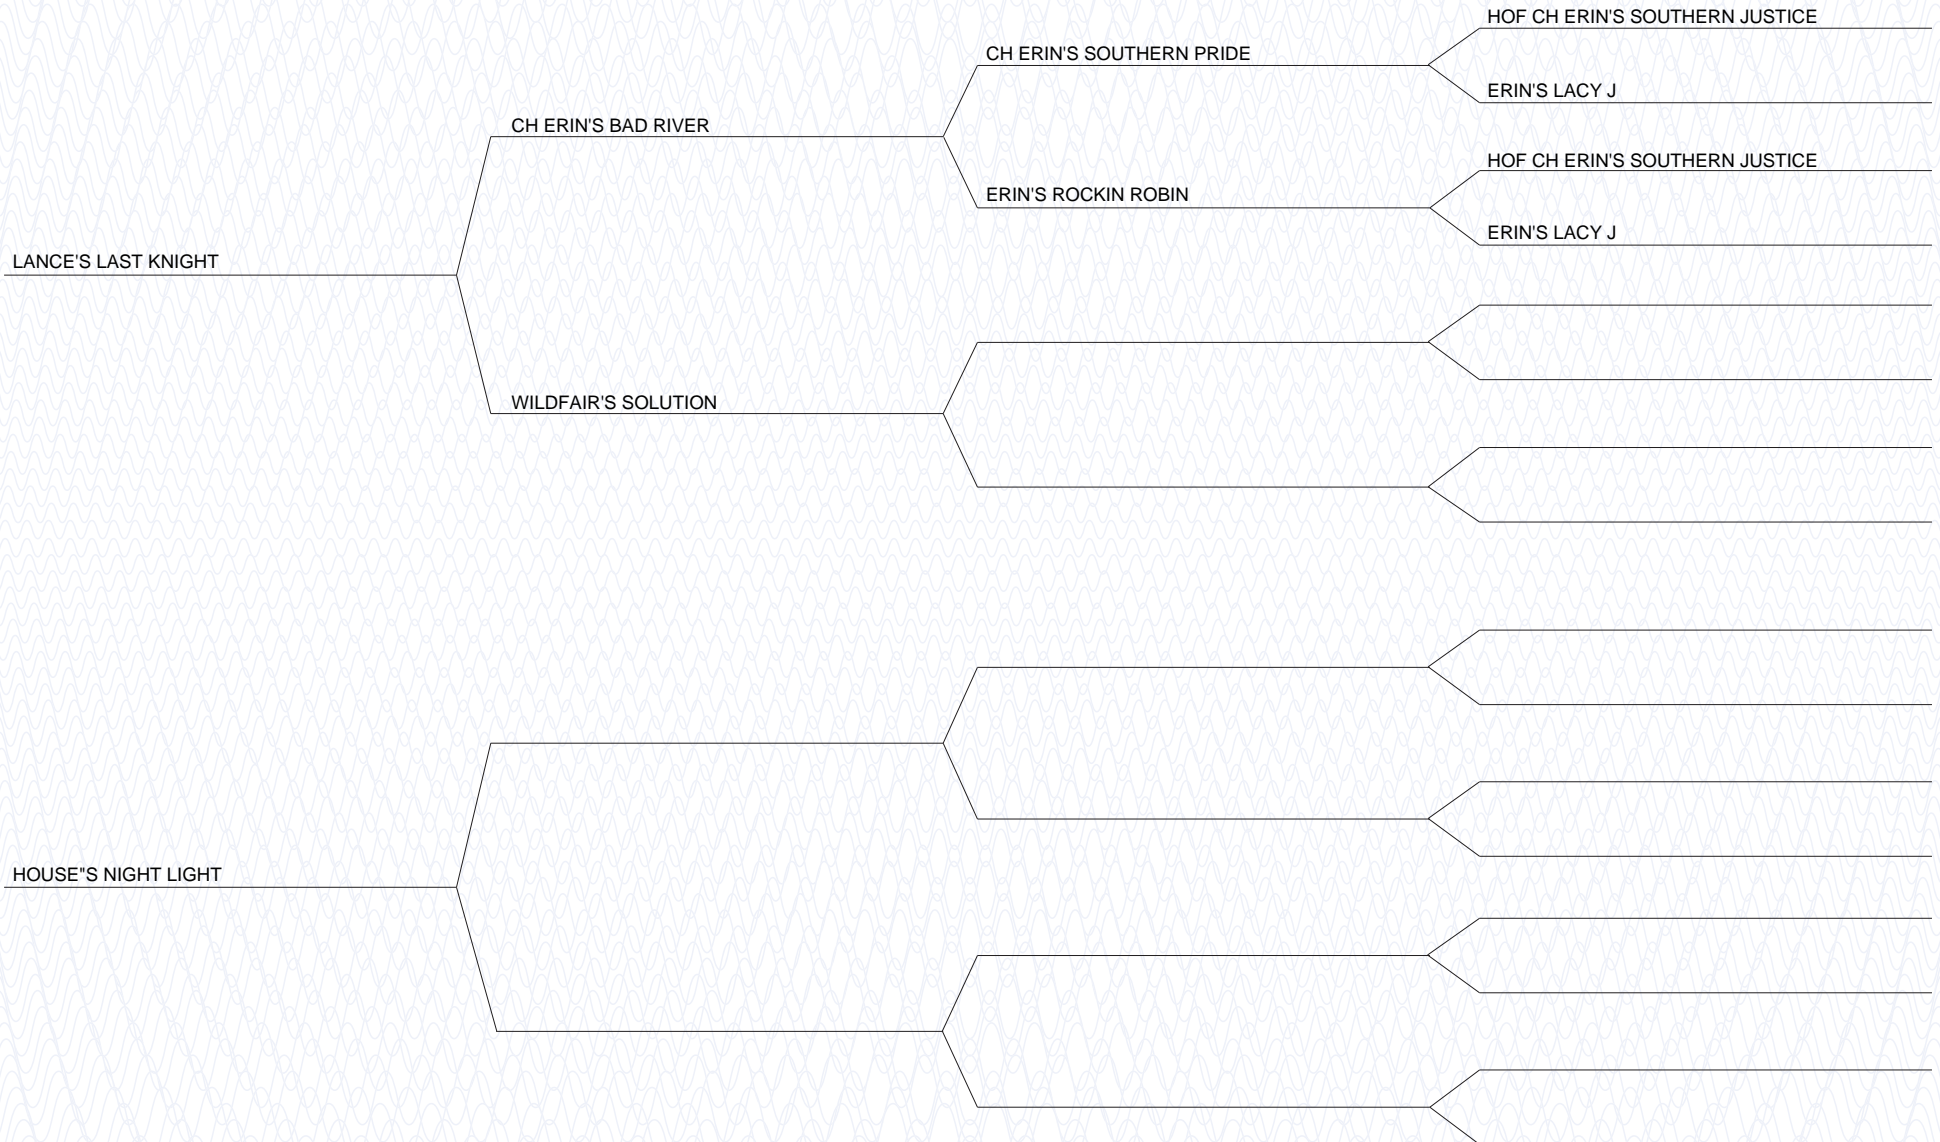 HOF CH ERIN'S SOUTHERN JUSTICE
CH ERIN'S SOUTHERN PRIDE
ERIN'S LACY J
CH ERIN'S BAD RIVER
HOF CH ERIN'S SOUTHERN JUSTICE
ERIN'S ROCKIN ROBIN
ERIN'S LACY J
LANCE'S LAST KNIGHT
WILDFAIR'S SOLUTION
HOUSE"S NIGHT LIGHT